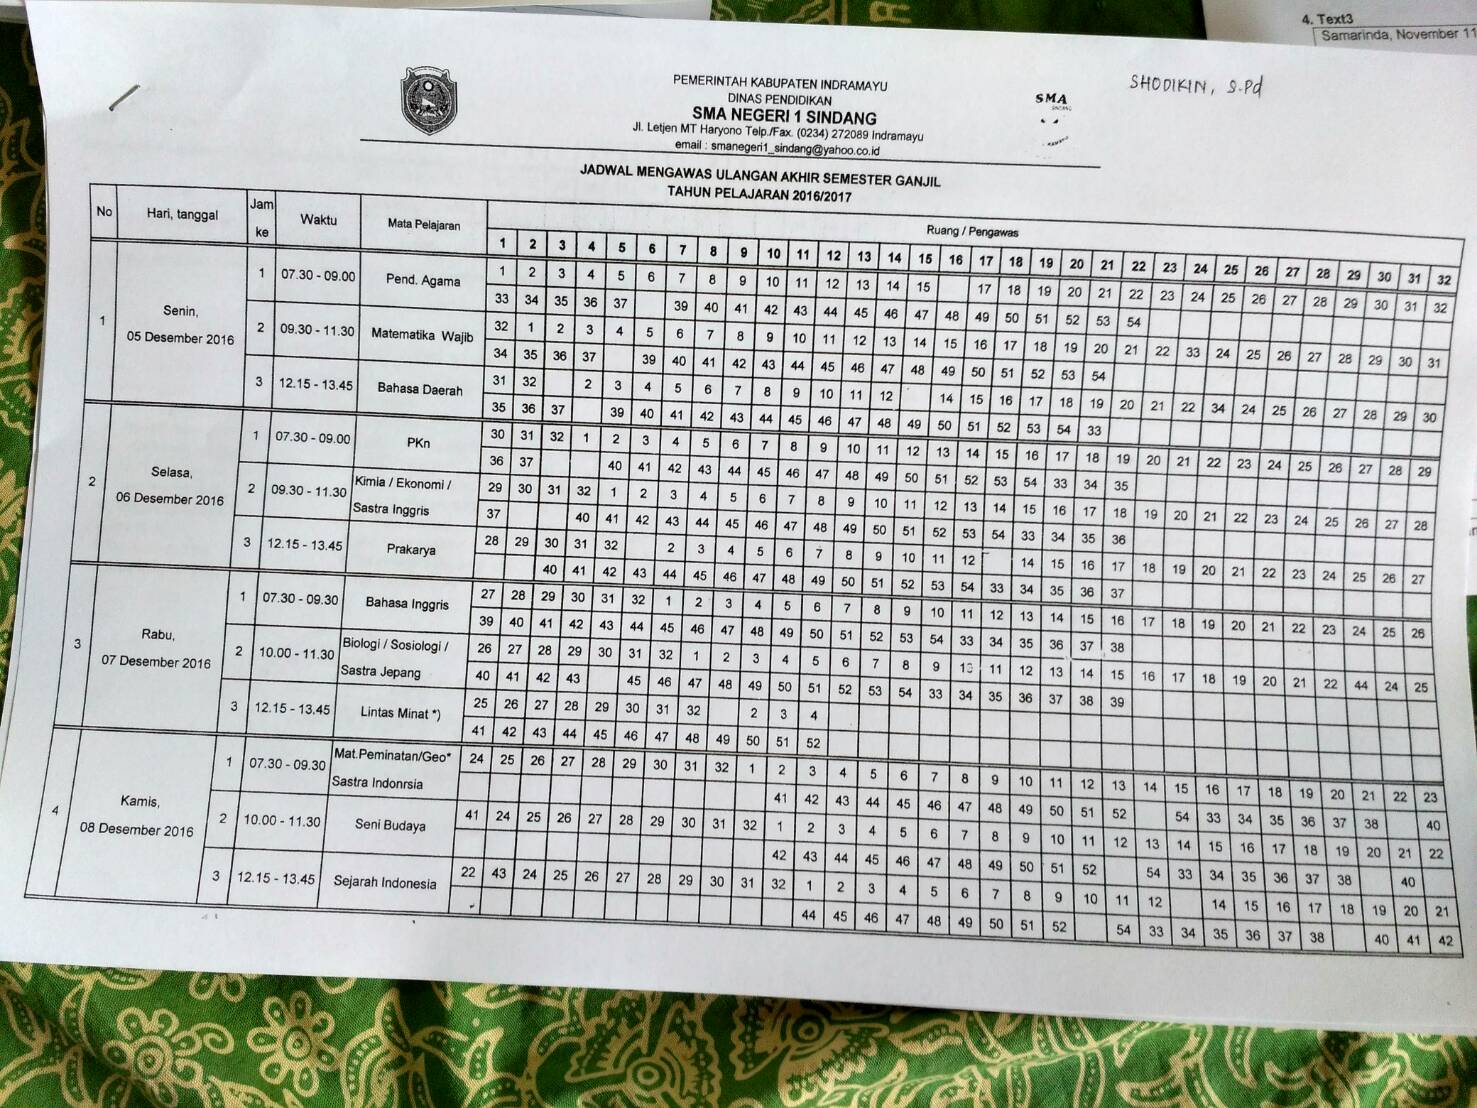 4. Text3
Samarinda, November 11
SHODIKIN, S.Pd
PEMERINTAH KABUPATEN INDRAMAYU
DINAS PENDIDIKAN
SMA NEGERI 1 SINDANG
Jl. Letjen MT Haryono Telp./Fax. (0234) 272089 Indramayu
email : smanegeri1_sindang@yahoo.co.id
SMA
SINDANG
JADWAL MENGAWAS ULANGAN AKHIR SEMESTER GANJIL
TAHUN PELAJARAN 2016/2017
No Hari, tanggal Jam ke Waktu Mata Pelajaran Ruang / Pengawas
1 2 3 4 5 6 7 8 9 10 11 12 13 14 15 16 17 18 19 20 21 22 23 24 25 26 27 28 29 30 31 32
1 Senin, 05 Desember 2016
1 07.30 - 09.00 Pend. Agama 1 2 3 4 5 6 7 8 9 10 11 12 13 14 15 17 18 19 20 21 22 23 24 25 26 27 28 29 30 31 32
33 34 35 36 37 39 40 41 42 43 44 45 46 47 48 49 50 51 52 53 54
2 09.30 - 11.30 Matematika Wajib 32 1 2 3 4 5 6 7 8 9 10 11 12 13 14 15 16 17 18 19 20 21 22 33 24 25 26 27 28 29 30 31
34 35 36 37 39 40 41 42 43 44 45 46 47 48 49 50 51 52 53 54
3 12.15 - 13.45 Bahasa Daerah 31 32 2 3 4 5 6 7 8 9 10 11 12 14 15 16 17 18 19 20 21 22 34 24 25 26 27 28 29 30
35 36 37 39 40 41 42 43 44 45 46 47 48 49 50 51 52 53 54 33
2 Selasa, 06 Desember 2016
1 07.30 - 09.00 PKn 30 31 32 1 2 3 4 5 6 7 8 9 10 11 12 13 14 15 16 17 18 19 20 21 22 23 24 25 26 27 28 29
36 37 40 41 42 43 44 45 46 47 48 49 50 51 52 53 54 33 34 35
2 09.30 - 11.30 Kimia / Ekonomi / Sastra Inggris 29 30 31 32 1 2 3 4 5 6 7 8 9 10 11 12 13 14 15 16 17 18 19 20 21 22 23 24 25 26 27 28
37 40 41 42 43 44 45 46 47 48 49 50 51 52 53 54 33 34 35 36
3 12.15 - 13.45 Prakarya 28 29 30 31 32 2 3 4 5 6 7 8 9 10 11 12 14 15 16 17 18 19 20 21 22 23 24 25 26 27
40 41 42 43 44 45 46 47 48 49 50 51 52 53 54 33 34 35 36 37
3 Rabu, 07 Desember 2016
1 07.30 - 09.30 Bahasa Inggris 27 28 29 30 31 32 1 2 3 4 5 6 7 8 9 10 11 12 13 14 15 16 17 18 19 20 21 22 23 24 25 26
39 40 41 42 43 44 45 46 47 48 49 50 51 52 53 54 33 34 35 36 37 38
2 10.00 - 11.30 Biologi / Sosiologi / Sastra Jepang 26 27 28 29 30 31 32 1 2 3 4 5 6 7 8 9 10 11 12 13 14 15 16 17 18 19 20 21 22 44 24 25
40 41 42 43 45 46 47 48 49 50 51 52 53 54 33 34 35 36 37 38 39
3 12.15 - 13.45 Lintas Minat *) 25 26 27 28 29 30 31 32 2 3 4
41 42 43 44 45 46 47 48 49 50 51 52
4 Kamis, 08 Desember 2016
1 07.30 - 09.30 Mat.Peminatan/Geo* Sastra Indonrsia 24 25 26 27 28 29 30 31 32 1 2 3 4 5 6 7 8 9 10 11 12 13 14 15 16 17 18 19 20 21 22 23
41 42 43 44 45 46 47 48 49 50 51 52 54 33 34 35 36 37 38 40
2 10.00 - 11.30 Seni Budaya 41 24 25 26 27 28 29 30 31 32 1 2 3 4 5 6 7 8 9 10 11 12 13 14 15 16 17 18 19 20 21 22
42 43 44 45 46 47 48 49 50 51 52 54 33 34 35 36 37 38 40
3 12.15 - 13.45 Sejarah Indonesia 22 43 24 25 26 27 28 29 30 31 32 1 2 3 4 5 6 7 8 9 10 11 12 14 15 16 17 18 19 20 21
44 45 46 47 48 49 50 51 52 54 33 34 35 36 37 38 40 41 42